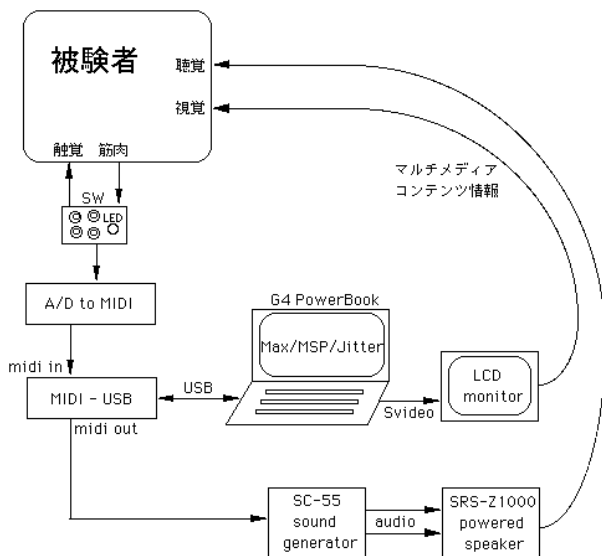 被験者
聴覚
視覚
触覚 筋肉
SW
LED
マルチメディア
コンテンツ情報
A/D to MIDI
G4 PowerBook
Max/MSP/Jitter
midi in
MIDI - USB
USB
midi out
Svideo
LCD
monitor
SC-55
sound
generator
audio
SRS-Z1000
powered
speaker